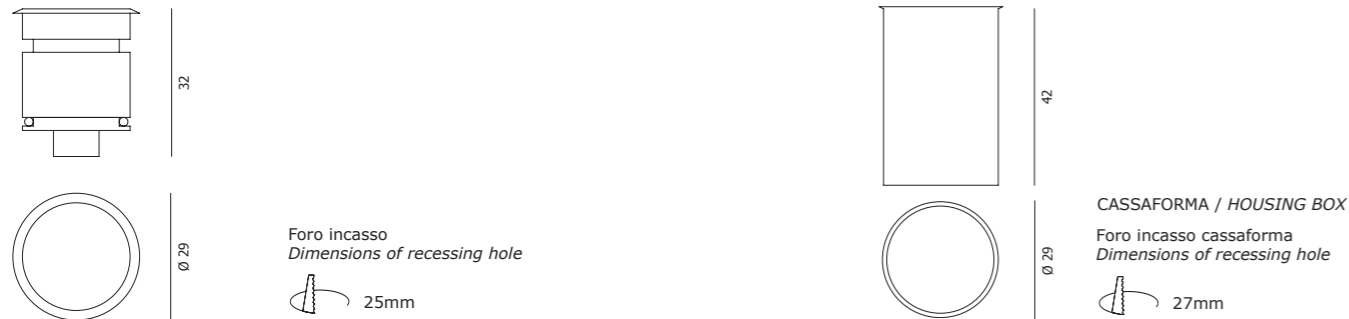 32
Ø 29
Foro incasso
Dimensions of recessing hole
25mm
42
Ø 29
CASSAFORMA / HOUSING BOX
Foro incasso cassaforma
Dimensions of recessing hole
27mm